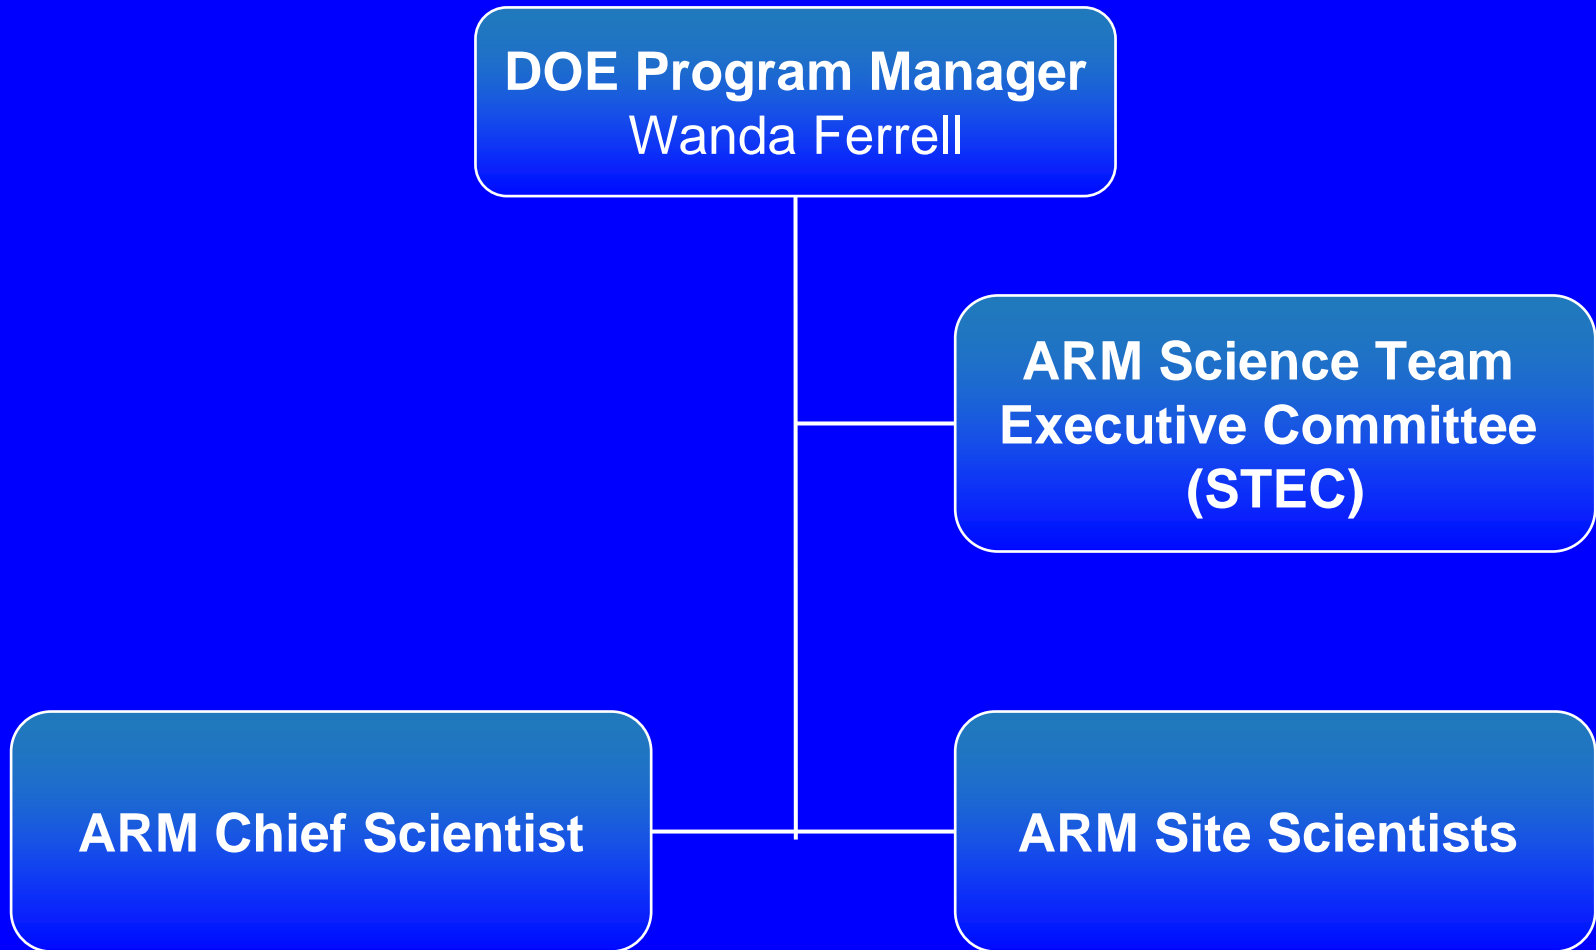 DOE Program Manager
Wanda Ferrell
ARM Science Team
Executive Committee
(STEC)
ARM Chief Scientist
ARM Site Scientists